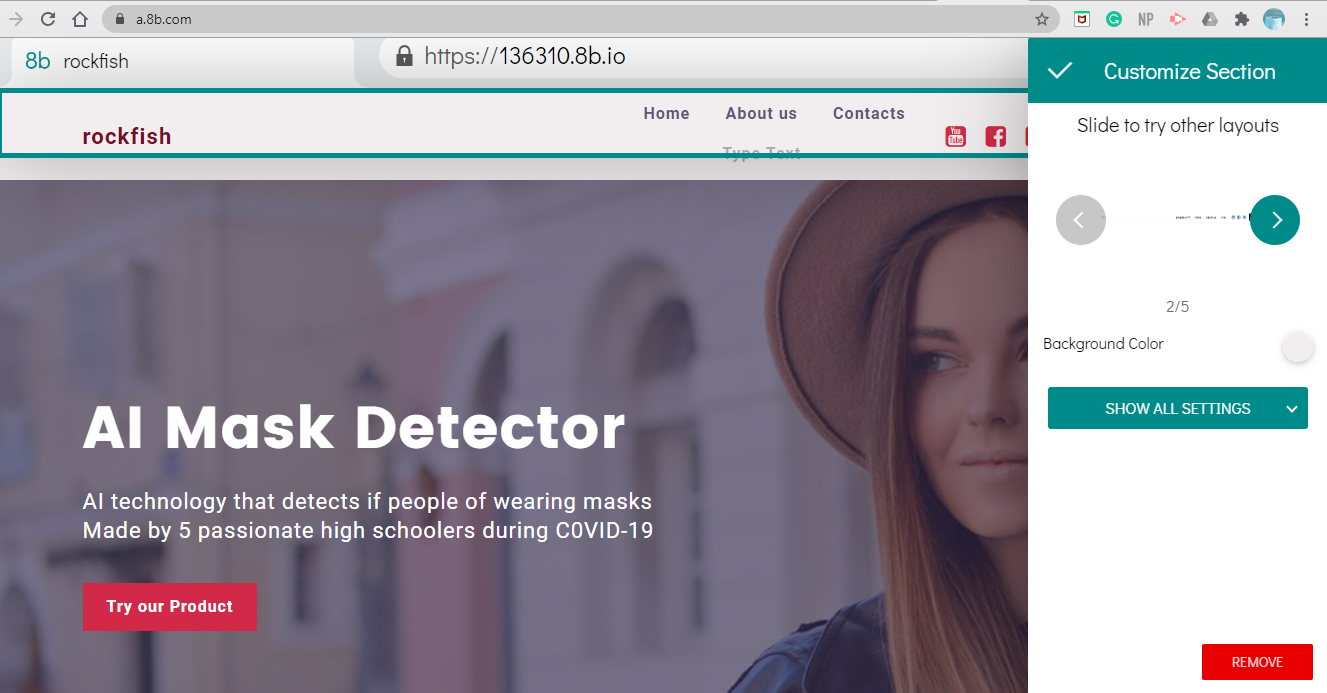 a.8b.com
NP
8b rockfish
https://136310.8b.io
Customize Section
Home About us Contacts
rockfish
You Tube
Type Text
Slide to try other layouts
2/5
Background Color
SHOW ALL SETTINGS
AI Mask Detector
AI technology that detects if people of wearing masks
Made by 5 passionate high schoolers during C0VID-19
Try our Product
REMOVE